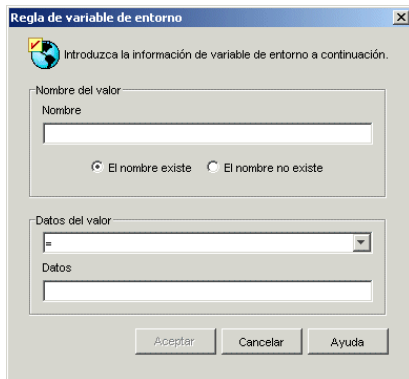 Regla de variable de entorno
Introduzca la información de variable de entorno a continuación.
Nombre del valor
Nombre
El nombre existe El nombre no existe
Datos del valor
=
Datos
Aceptar Cancelar Ayuda